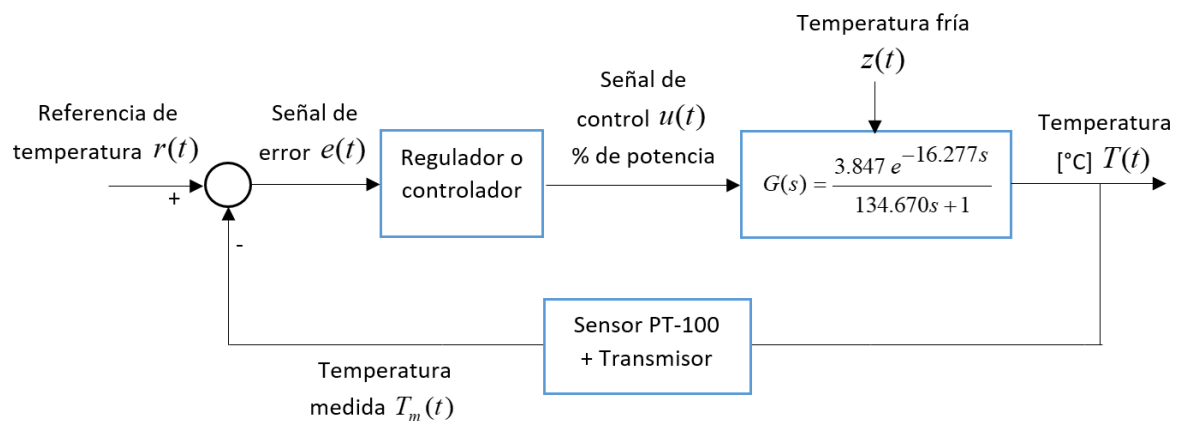 Temperatura fría
z(t)
Referencia de
temperatura r(t)
+
-
Señal de
error e(t)
Regulador o
controlador
Señal de
control u(t)
% de potencia
G(s) = 3.847 e^{-16.277s} / 134.670s + 1
Temperatura
[°C] T(t)
Sensor PT-100
+ Transmisor
Temperatura
medida T_m(t)